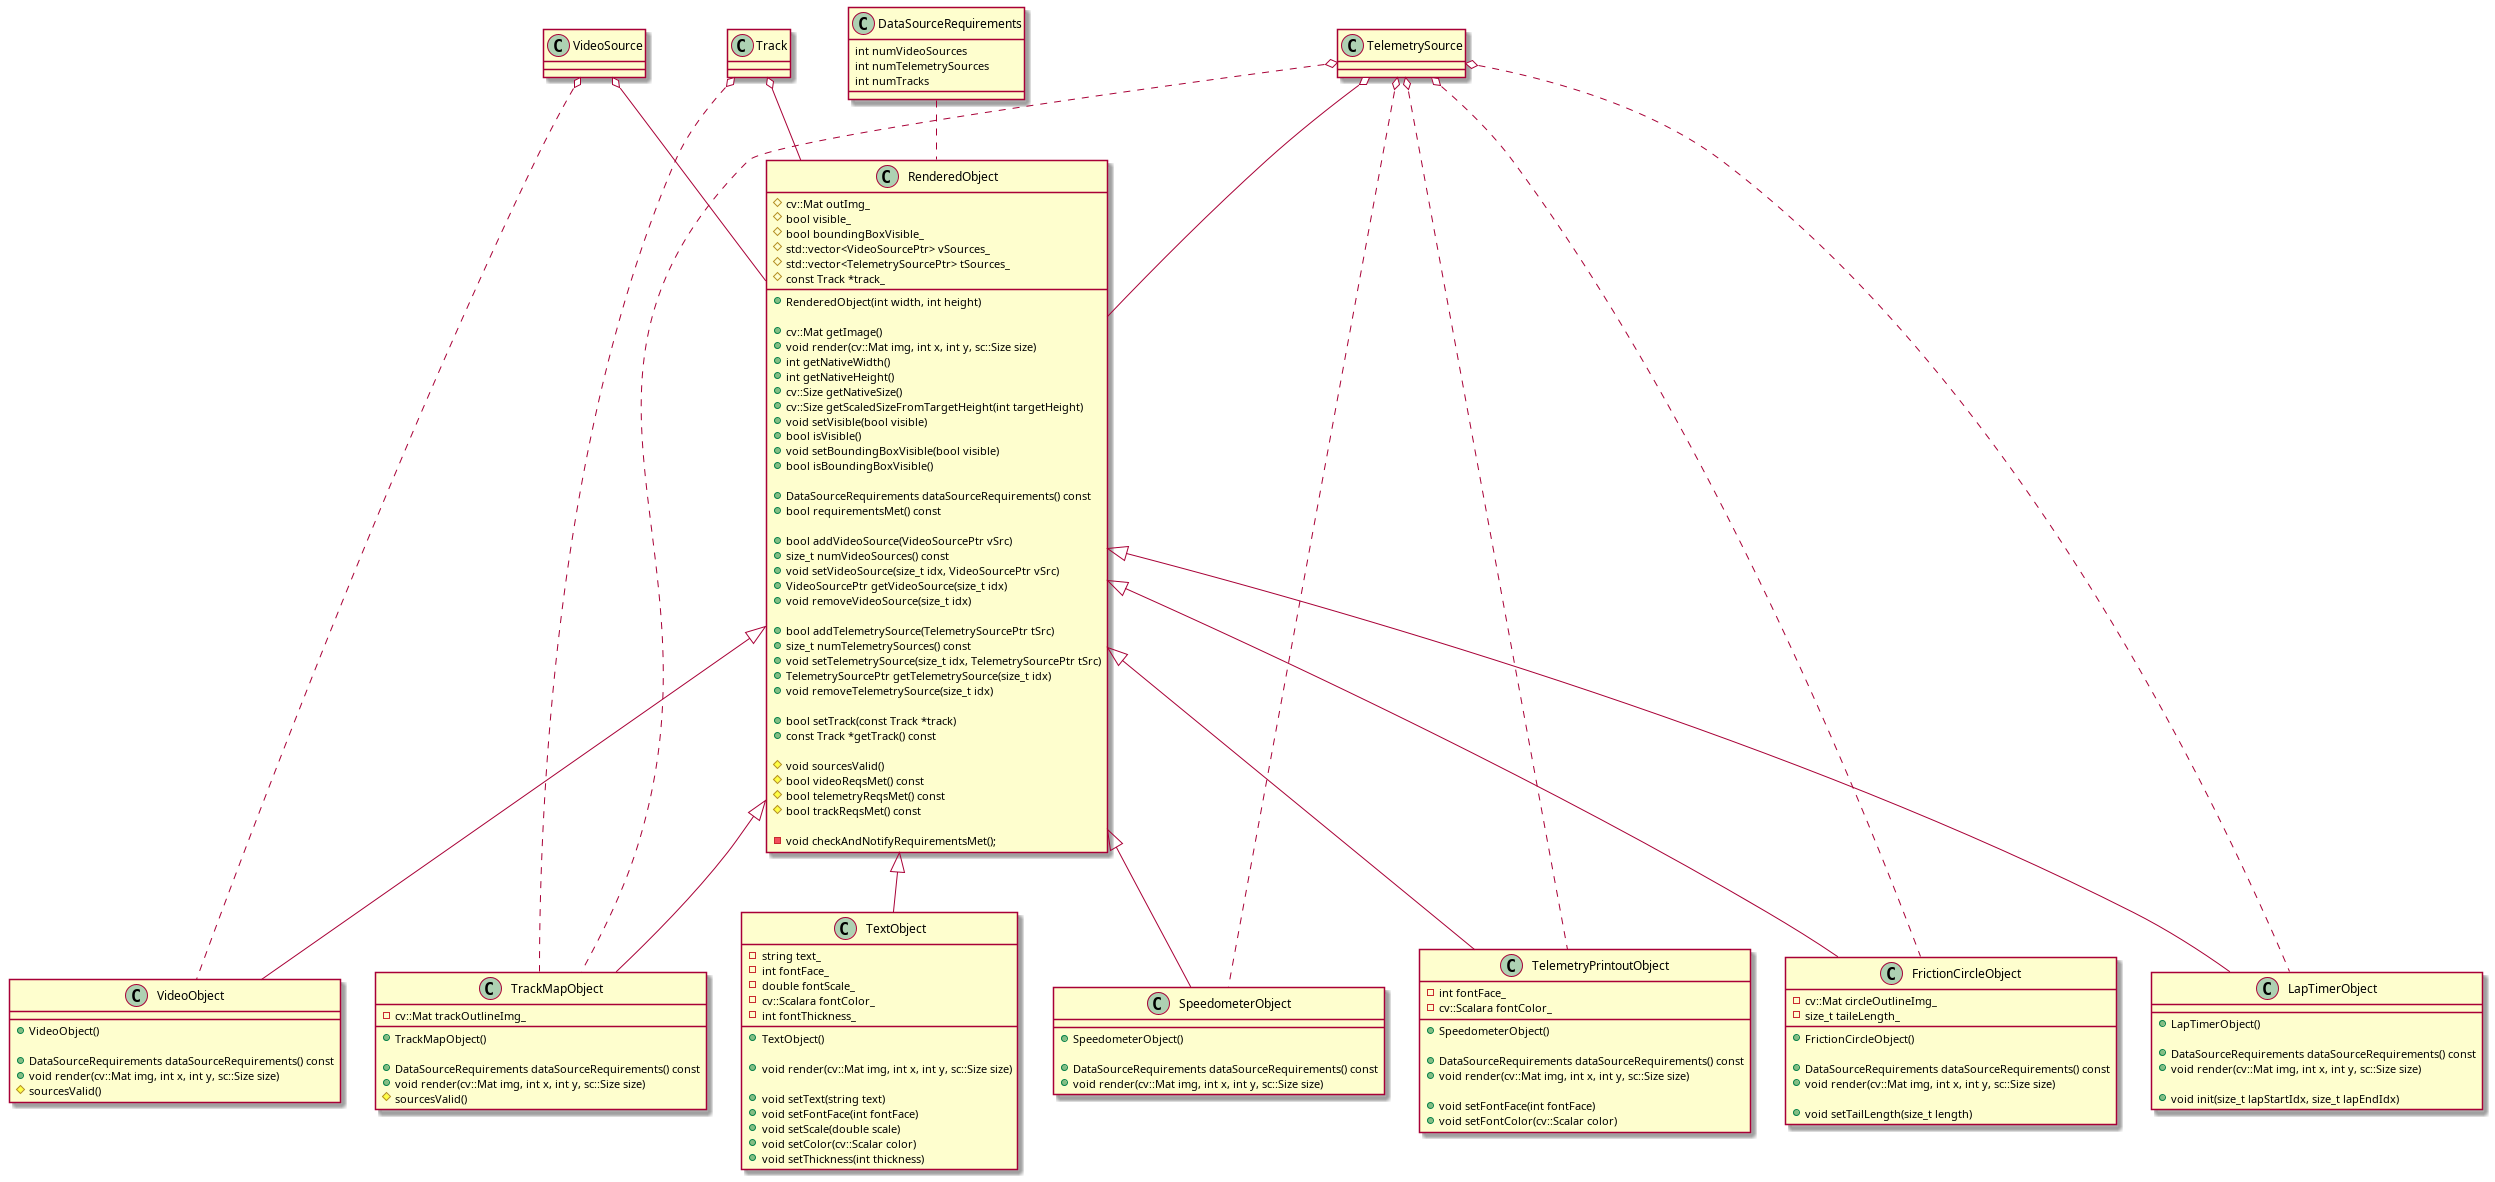 C VideoSource
C Track
C DataSourceRequirements
int numVideoSources
int numTelemetrySources
int numTracks
C TelemetrySource
C RenderedObject
cv::Mat outImg_
bool visible_
bool boundingBoxVisible_
std::vector<VideoSourcePtr> vSources_
std::vector<TelemetrySourcePtr> tSources_
const Track *track_
RenderedObject(int width, int height)
cv::Mat getImage()
void render(cv::Mat img, int x, int y, sc::Size size)
int getNativeWidth()
int getNativeHeight()
cv::Size getNativeSize()
cv::Size getScaledSizeFromTargetHeight(int targetHeight)
void setVisible(bool visible)
bool isVisible()
void setBoundingBoxVisible(bool visible)
bool isBoundingBoxVisible()
DataSourceRequirements dataSourceRequirements() const
bool requirementsMet() const
bool addVideoSource(VideoSourcePtr vSrc)
size_t numVideoSources() const
void setVideoSource(size_t idx, VideoSourcePtr vSrc)
VideoSourcePtr getVideoSource(size_t idx)
void removeVideoSource(size_t idx)
bool addTelemetrySource(TelemetrySourcePtr tSrc)
size_t numTelemetrySources() const
void setTelemetrySource(size_t idx, TelemetrySourcePtr tSrc)
TelemetrySourcePtr getTelemetrySource(size_t idx)
void removeTelemetrySource(size_t idx)
bool setTrack(const Track *track)
const Track *getTrack() const
void sourcesValid()
bool videoReqsMet() const
bool telemetryReqsMet() const
bool trackReqsMet() const
void checkAndNotifyRequirementsMet();
C VideoObject
VideoObject()
DataSourceRequirements dataSourceRequirements() const
void render(cv::Mat img, int x, int y, sc::Size size)
sourcesValid()
C TrackMapObject
cv::Mat trackOutlineImg_
TrackMapObject()
DataSourceRequirements dataSourceRequirements() const
void render(cv::Mat img, int x, int y, sc::Size size)
sourcesValid()
C TextObject
string text_
int fontFace_
double fontScale_
cv::Scalara fontColor_
int fontThickness_
TextObject()
void render(cv::Mat img, int x, int y, sc::Size size)
void setText(string text)
void setFontFace(int fontFace)
void setScale(double scale)
void setColor(cv::Scalar color)
void setThickness(int thickness)
C SpeedometerObject
SpeedometerObject()
DataSourceRequirements dataSourceRequirements() const
void render(cv::Mat img, int x, int y, sc::Size size)
C TelemetryPrintoutObject
int fontFace_
cv::Scalara fontColor_
SpeedometerObject()
DataSourceRequirements dataSourceRequirements() const
void render(cv::Mat img, int x, int y, sc::Size size)
void setFontFace(int fontFace)
void setFontColor(cv::Scalar color)
C FrictionCircleObject
cv::Mat circleOutlineImg_
size_t taileLength_
FrictionCircleObject()
DataSourceRequirements dataSourceRequirements() const
void render(cv::Mat img, int x, int y, sc::Size size)
void setTailLength(size_t length)
C LapTimerObject
LapTimerObject()
DataSourceRequirements dataSourceRequirements() const
void render(cv::Mat img, int x, int y, sc::Size size)
void init(size_t lapStartIdx, size_t lapEndIdx)